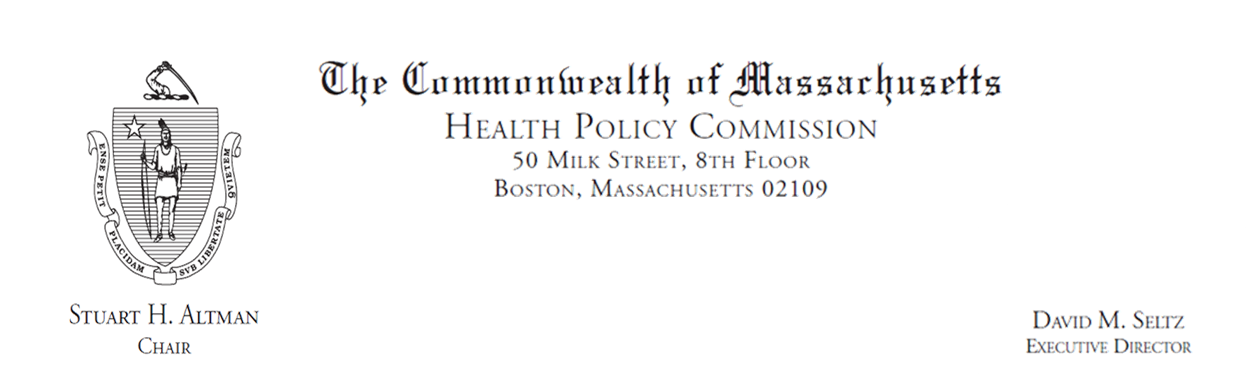 The Commonwealth of Massachusetts
HEALTH POLICY COMMISSION
50 MILK STREET, 8TH FLOOR
BOSTON, MASSACHUSETTS 02109
ENSE PETIT
PLACIDAM
SVB LIBERTATE
QVIETEM
STUART H. ALTMAN
CHAIR
DAVID M. SELTZ
EXECUTIVE DIRECTOR